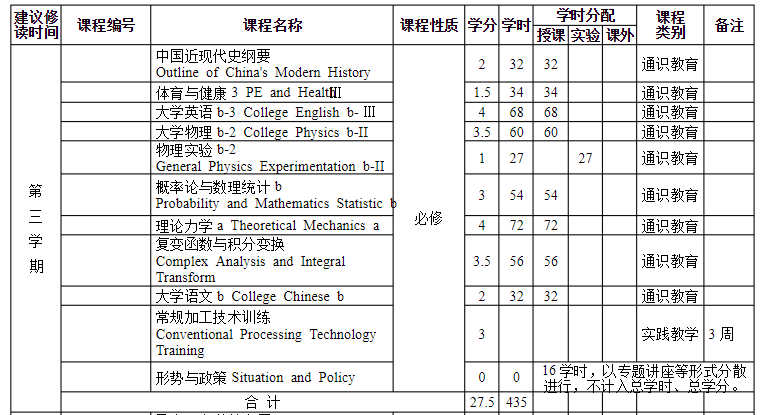 建议修 课程编号 课程名称 课程性质 学分 学时 学时分配 课程 备注
读时间 授课 实验 课外 类别
中国近现代史纲要
Outline of China's Modern History 2 32 32 通识教育
体育与健康 3 PE and Health Ⅲ 1.5 34 34 通识教育
大学英语 b-3 College English b-Ⅲ 4 68 68 通识教育
大学物理 b-2 College Physics b-II 3.5 60 60 通识教育
物理实验 b-2
General Physics Experimentation b-II 1 27 27 通识教育
概率论与数理统计 b
Probability and Mathematics Statistic b 3 54 54 通识教育
理论力学 a Theoretical Mechanics a 4 72 72 通识教育
复变函数与积分变换
Complex Analysis and Integral
Transform 3.5 56 56 通识教育
大学语文 b College Chinese b 2 32 32 通识教育
常规加工技术训练
Conventional Processing Technology
Training 3 实践教学 3 周
形势与政策 Situation and Policy 0 0 16 学时，以专题讲座等形式分散
进行，不计入总学时、总学分。
合 计 27.5 435
第
三
学
期
必修